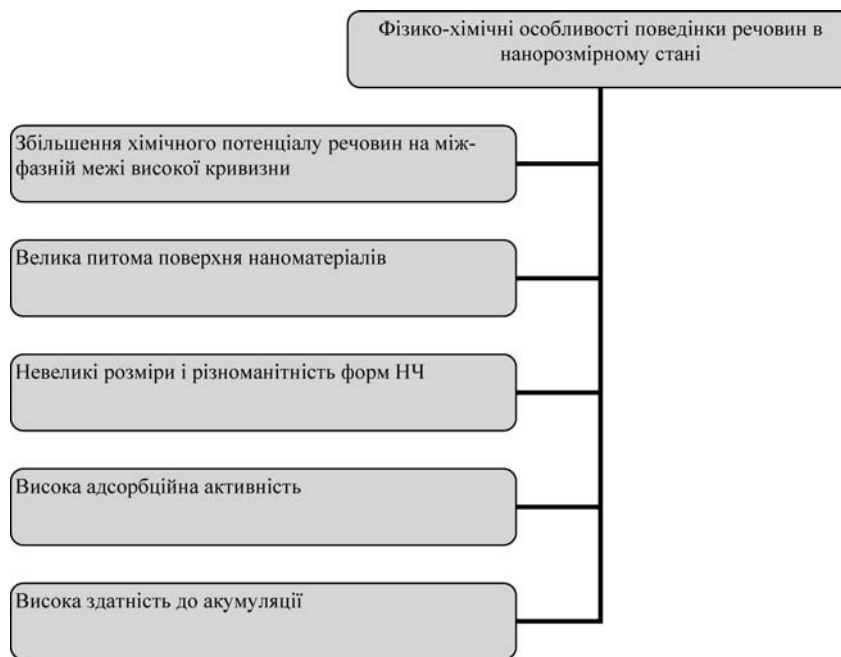 Фізико-хімічні особливості поведінки речовин в
нанорозмірному стані
Збільшення хімічного потенціалу речовин на між-
фазній межі високої кривизни
Велика питома поверхня наноматеріалів
Невеликі розміри і різноманітність форм НЧ
Висока адсорбційна активність
Висока здатність до акумуляції